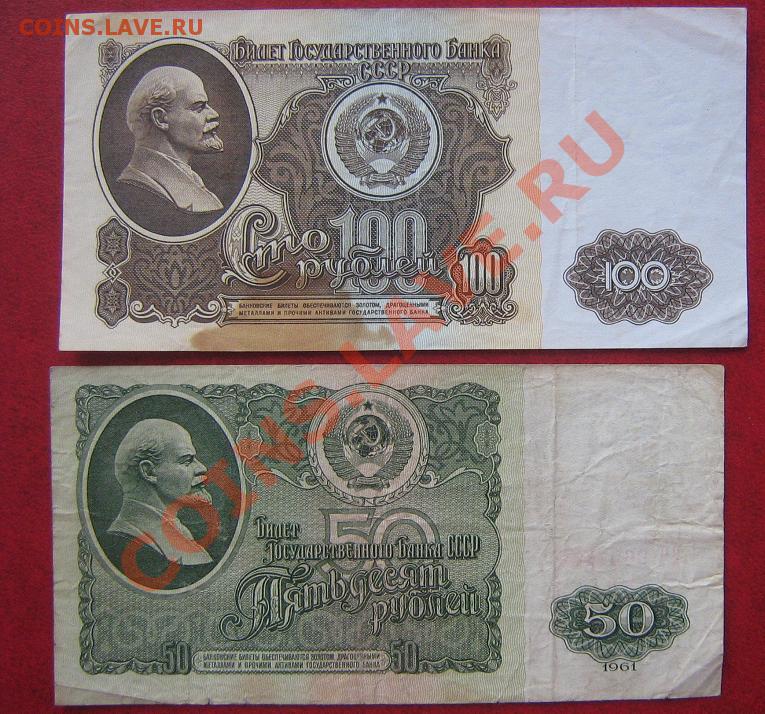 COINS.LAVE.RU
Билет Государственного Банка
СССР
100
Сто
рублей
100
100
БАНКОВСКИЕ БИЛЕТЫ ОБЕСПЕЧИВАЮТСЯ ЗОЛОТОМ, ДРАГОЦЕННЫМИ
МЕТАЛЛАМИ И ПРОЧИМИ АКТИВАМИ ГОСУДАРСТВЕННОГО БАНКА
COINS.LAVE.RU
50
Билет
Государственного Банка СССР
Пятьдесят
рублей
50
50
50
БАНКОВСКИЕ БИЛЕТЫ ОБЕСПЕЧИВАЮТСЯ ЗОЛОТОМ, ДРАГОЦЕННЫМИ
МЕТАЛЛАМИ И ПРОЧИМИ АКТИВАМИ ГОСУДАРСТВЕННОГО БАНКА
1961